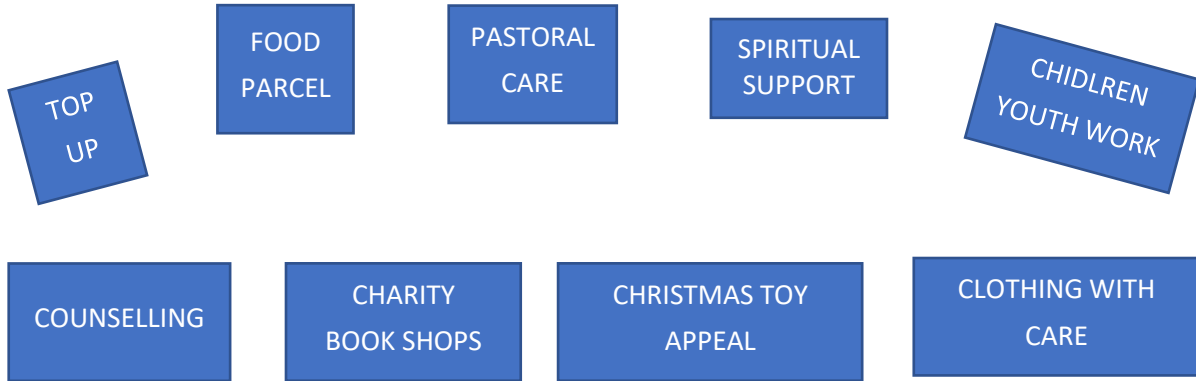 TOP
UP
FOOD
PARCEL
PASTORAL
CARE
SPIRITUAL
SUPPORT
CHIDLREN
YOUTH WORK
COUNSELLING
CHARITY
BOOK SHOPS
CHRISTMAS TOY
APPEAL
CLOTHING WITH
CARE